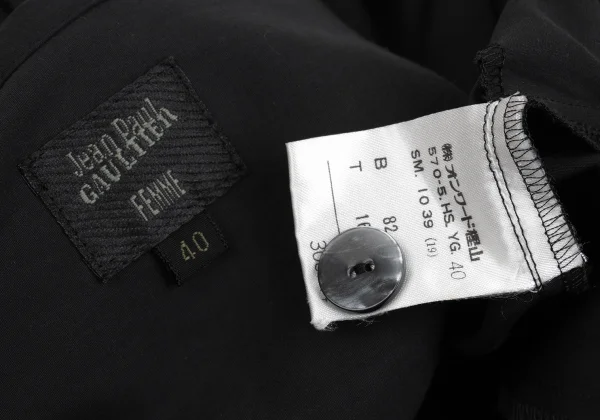 Jean Paul
GAULTIER
FEMME
40
㈱オンワード樫山
570-5.HS.YG. 40
SM. 1039 (19)
B 82
T